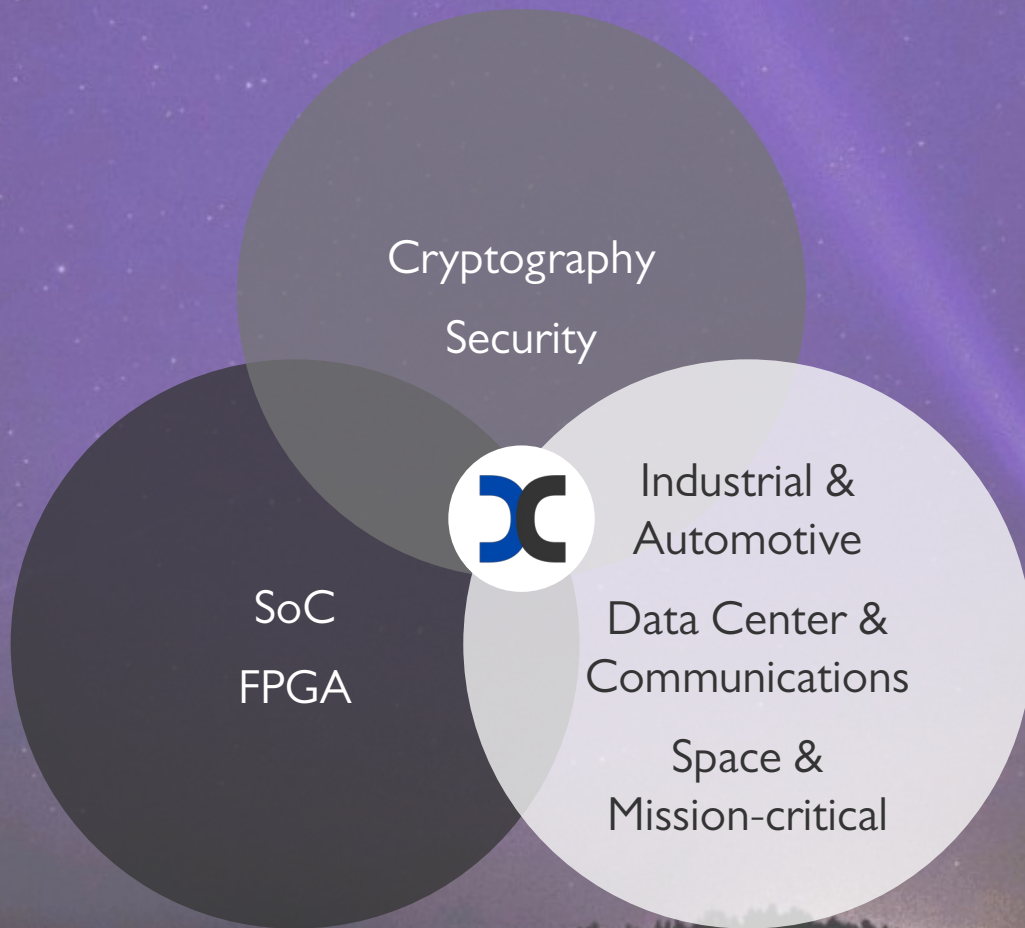 Cryptography
Security
SoC
FPGA
Industrial &
Automotive
Data Center &
Communications
Space &
Mission-critical